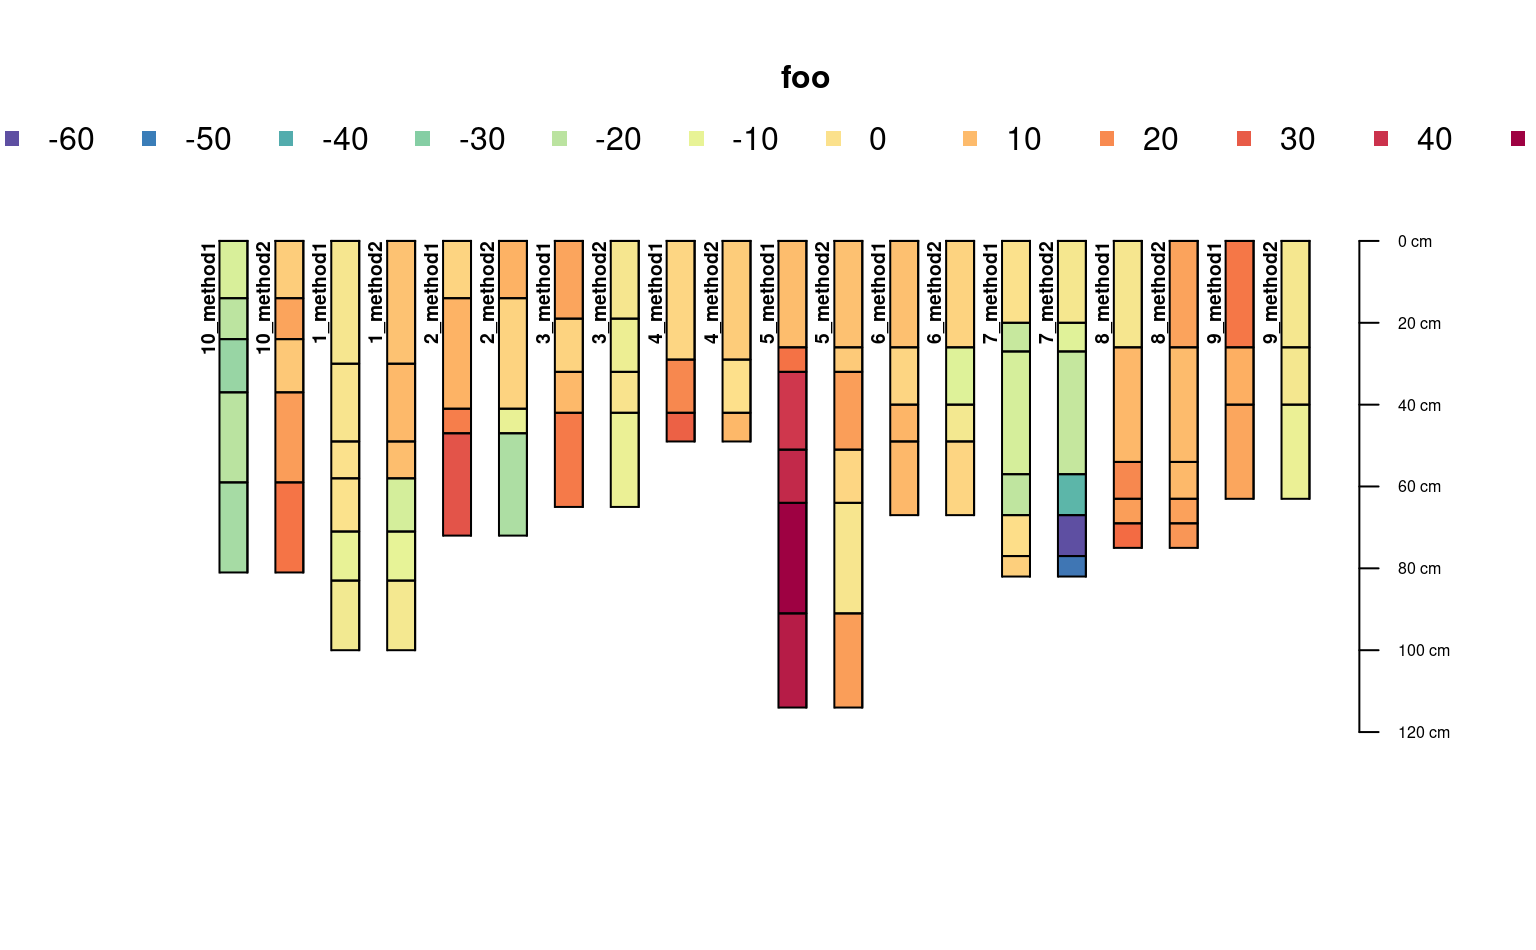 foo
-60 -50 -40 -30 -20 -10 0 10 20 30 40
10_method1
10_method2
1_method1
1_method2
2_method1
2_method2
3_method1
3_method2
4_method1
4_method2
5_method1
5_method2
6_method1
6_method2
7_method1
7_method2
8_method1
8_method2
9_method1
9_method2
0 cm
20 cm
40 cm
60 cm
80 cm
100 cm
120 cm